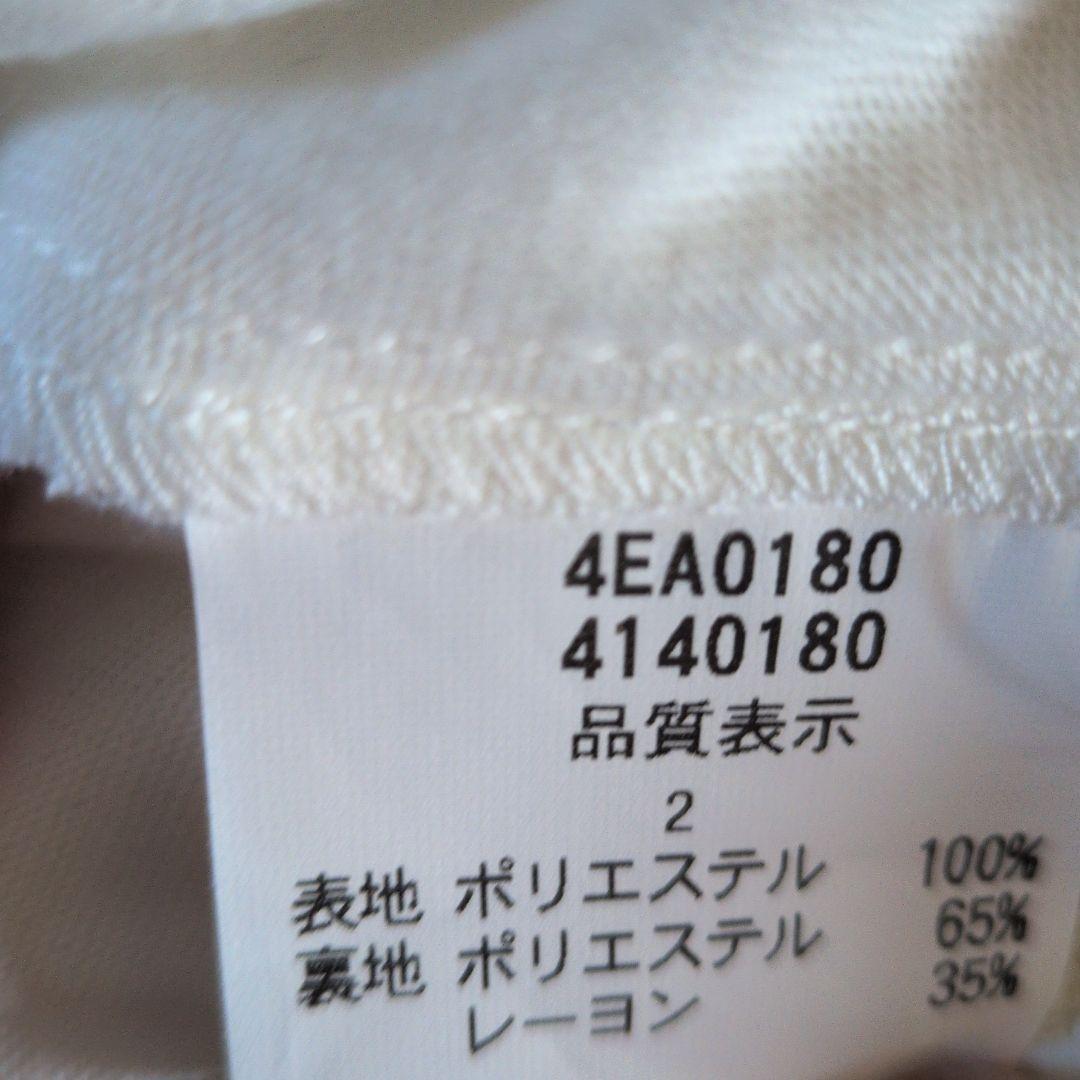 4EA0180
4140180
品質表示
2
表地 ポリエステル 100%
裏地 ポリエステル 65%
レーヨン 35%